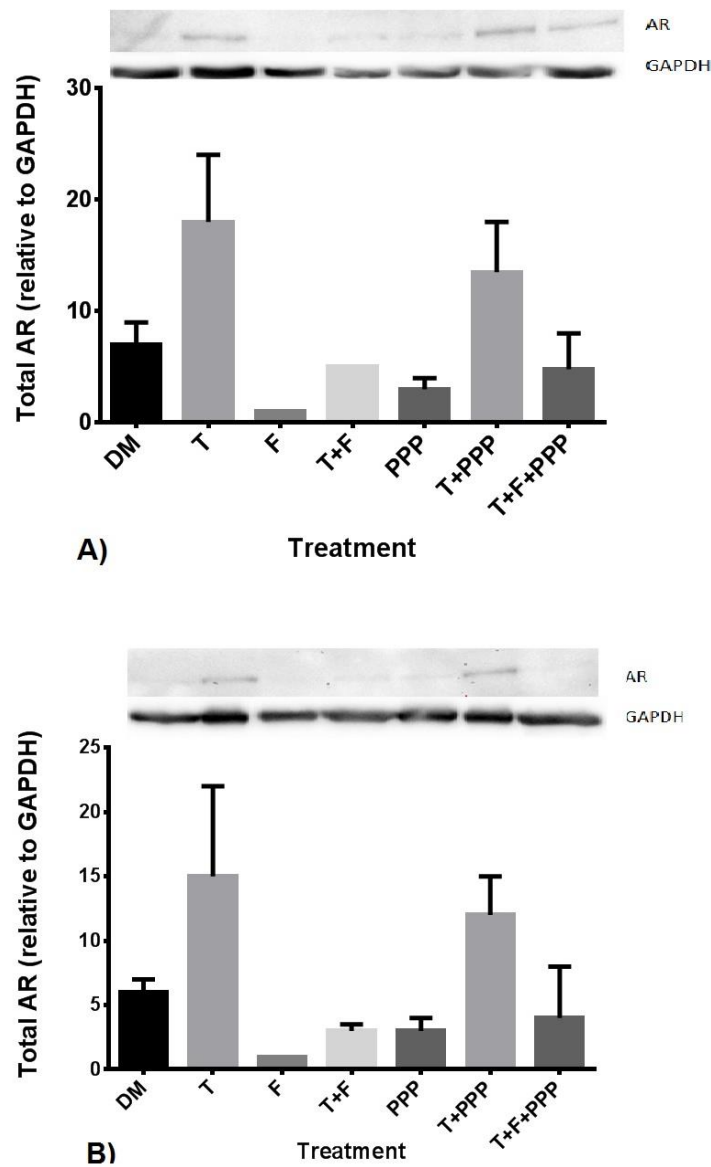 AR
GAPDH
30
20
10
0
Total AR (relative to GAPDH)
DM
T
F
T+F
PPP
T+PPP
T+F+PPP
A)
Treatment
AR
GAPDH
25
20
15
10
5
0
Total AR (relative to GAPDH)
DM
T
F
T+F
PPP
T+PPP
T+F+PPP
B)
Treatment